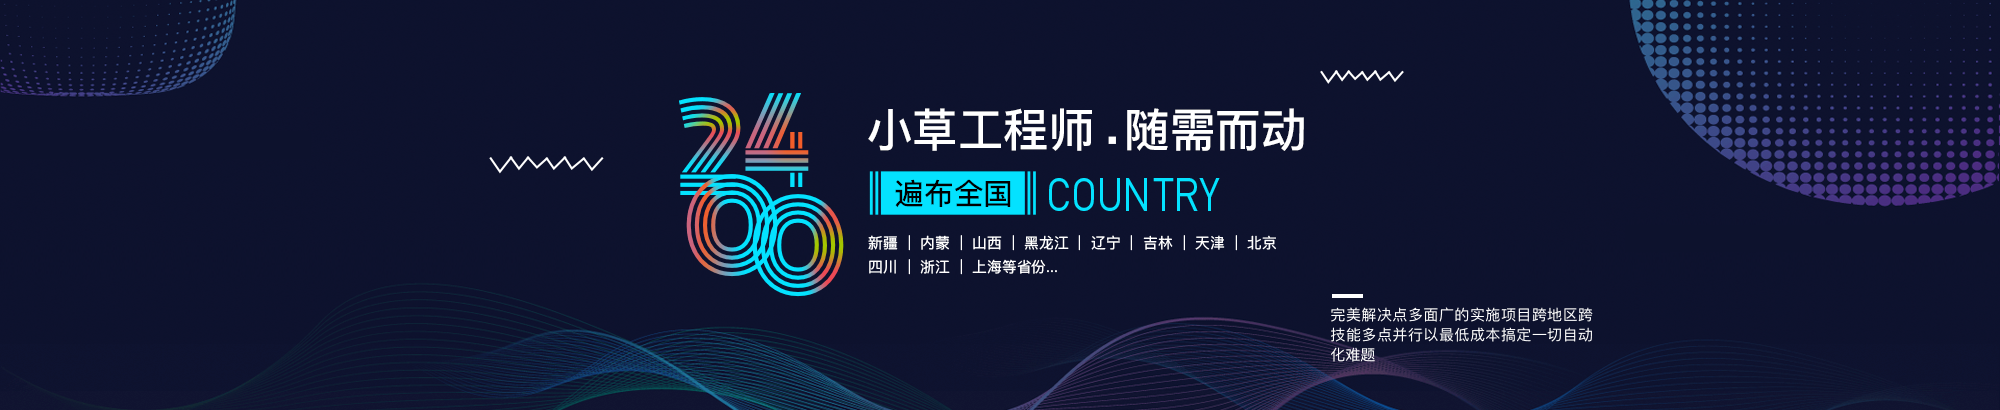 2400
小草工程师 . 随需而动
遍布全国 COUNTRY
新疆 | 内蒙 | 山西 | 黑龙江 | 辽宁 | 吉林 | 天津 | 北京
四川 | 浙江 | 上海等省份...
完美解决点多面广的实施项目跨地区跨
技能多点并行以最低成本搞定一切自动
化难题